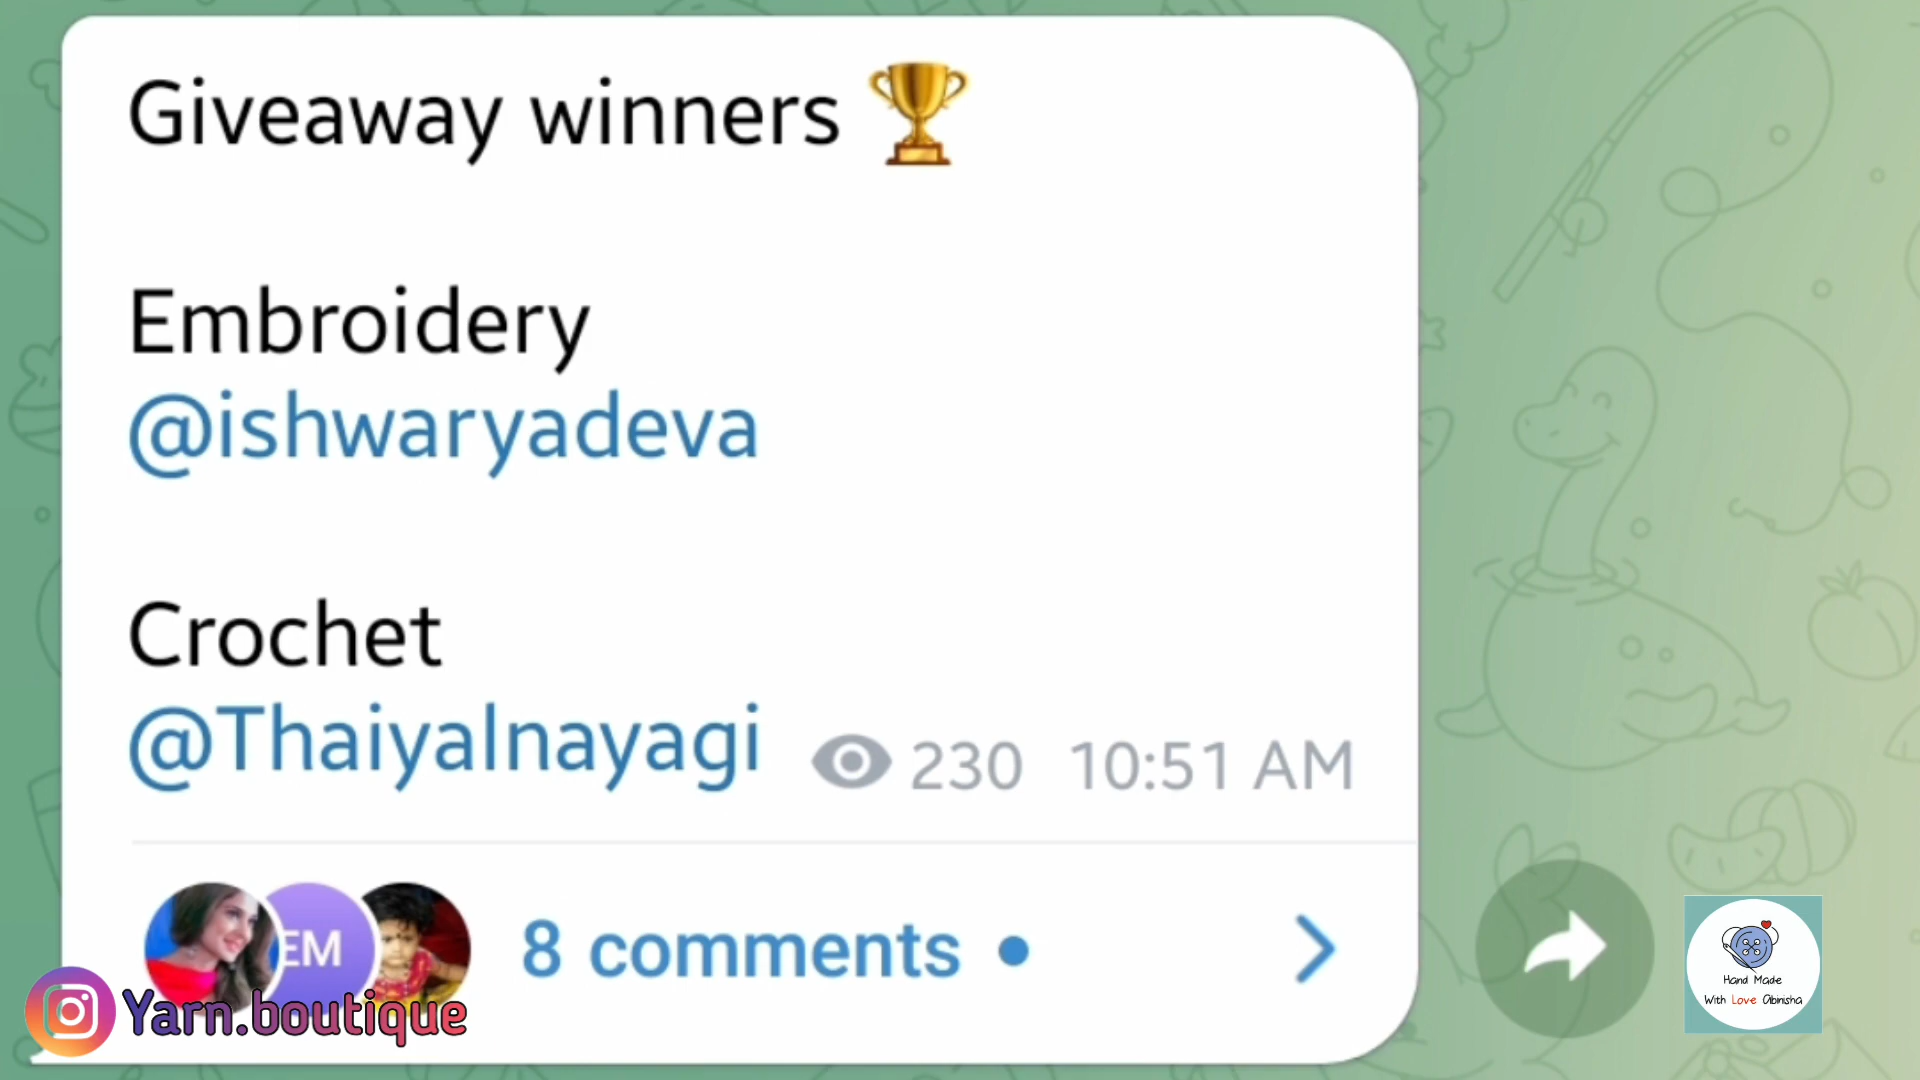 Giveaway winners 🏆
Embroidery
@ishwaryadeva
Crochet
@Thaiyalnayagi
230 10:51 AM
EM
8 comments
Yarn.boutique
Hand Made
With Love Abinisha